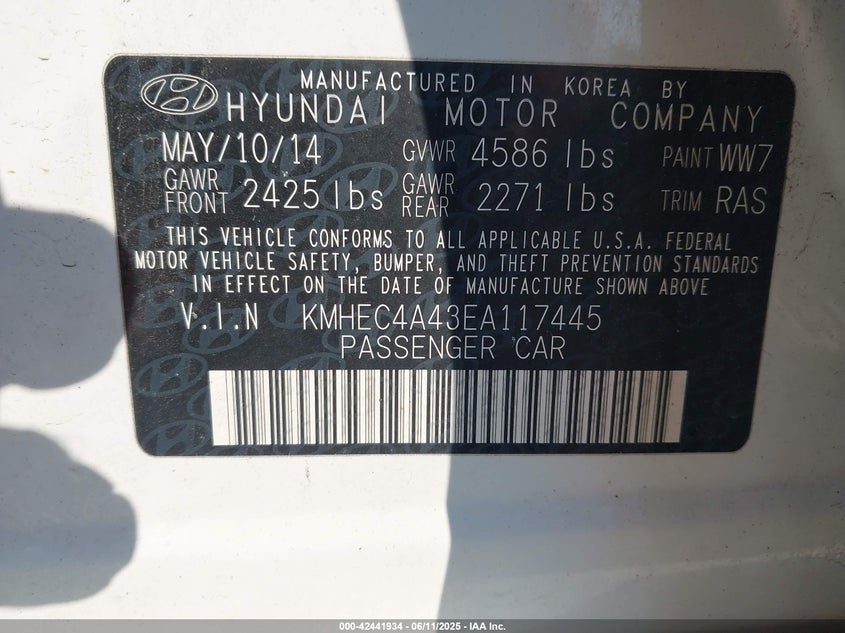 MANUFACTURED IN KOREA BY
HYUNDAI MOTOR COMPANY
MAY/10/14 GVWR 4586 lbs PAINT WW7
GAWR FRONT 2425 lbs GAWR REAR 2271 lbs TRIM RAS
THIS VEHICLE CONFORMS TO ALL APPLICABLE U.S.A. FEDERAL
MOTOR VEHICLE SAFETY, BUMPER, AND THEFT PREVENTION STANDARDS
IN EFFECT ON THE DATE OF MANUFACTURE SHOWN ABOVE
V.I.N KMHEC4A43EA117445
PASSENGER CAR
000-42441934 - 06/11/2025 - IAA Inc.